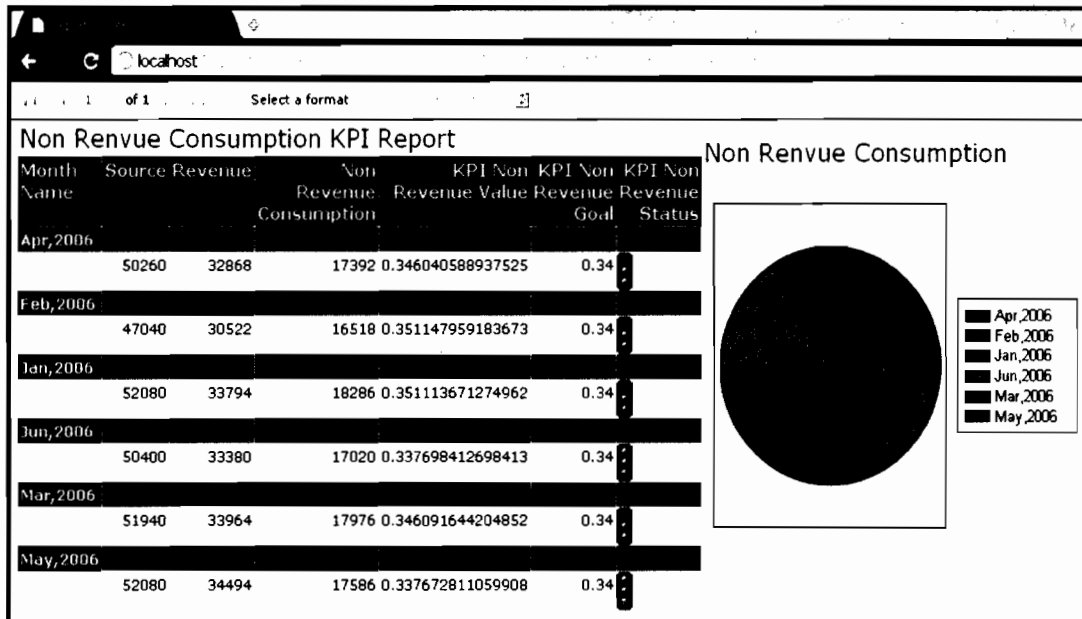 localhost
1 of 1 Select a format
Non Renvue Consumption KPI Report
Month Name Source Revenue Non Revenue Consumption KPI Non Revenue Value KPI Non Revenue Goal KPI Non Revenue Status
Apr,2006
50260 32868 17392 0.346040588937525 0.34
Feb,2006
47040 30522 16518 0.351147959183673 0.34
Jan,2006
52080 33794 18286 0.351113671274962 0.34
Jun,2006
50400 33380 17020 0.337698412698413 0.34
Mar,2006
51940 33964 17976 0.346091644204852 0.34
May,2006
52080 34494 17586 0.337672811059908 0.34
Non Renvue Consumption
Apr,2006
Feb,2006
Jan,2006
Jun,2006
Mar,2006
May,2006